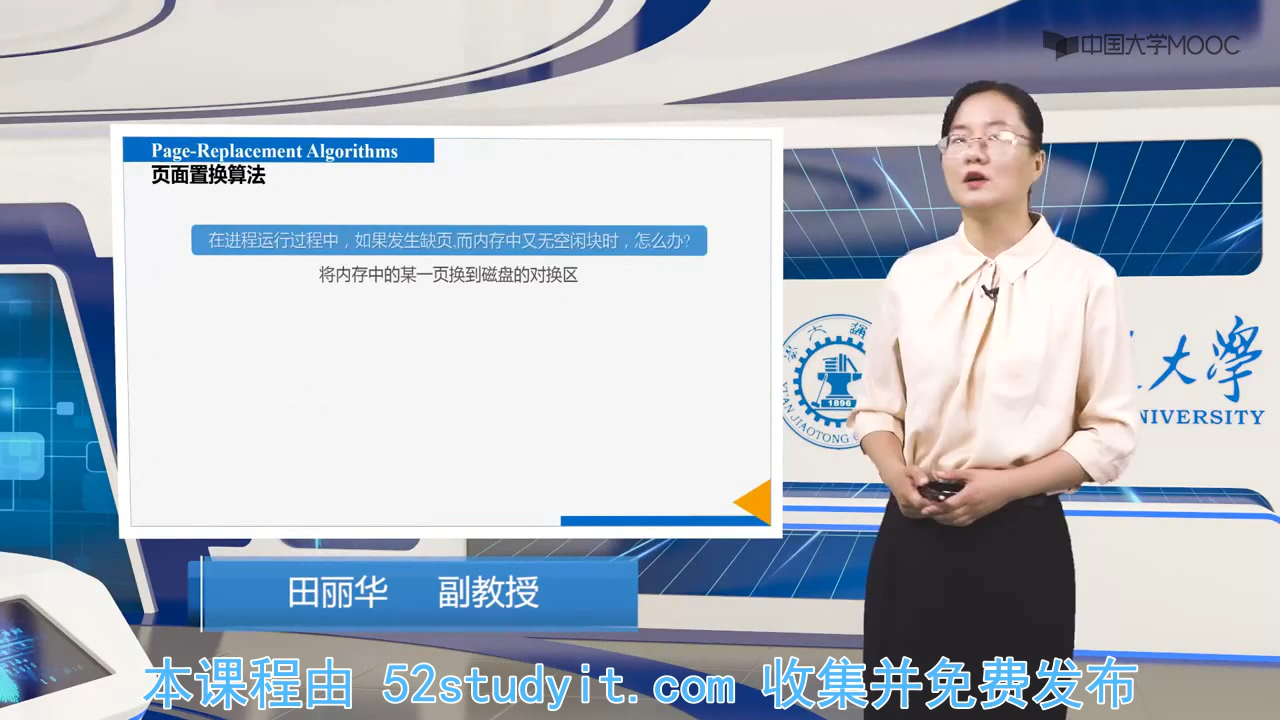 中国大学MOOC
Page-Replacement Algorithms
页面置换算法
在进程运行过程中，如果发生缺页.而内存中又无空闲块时，怎么办?
将内存中的某一页换到磁盘的对换区
大学
1896
JIAOTONG
NIVERSITY
田丽华 副教授
本课程由 52studyit.com 收集并免费发布